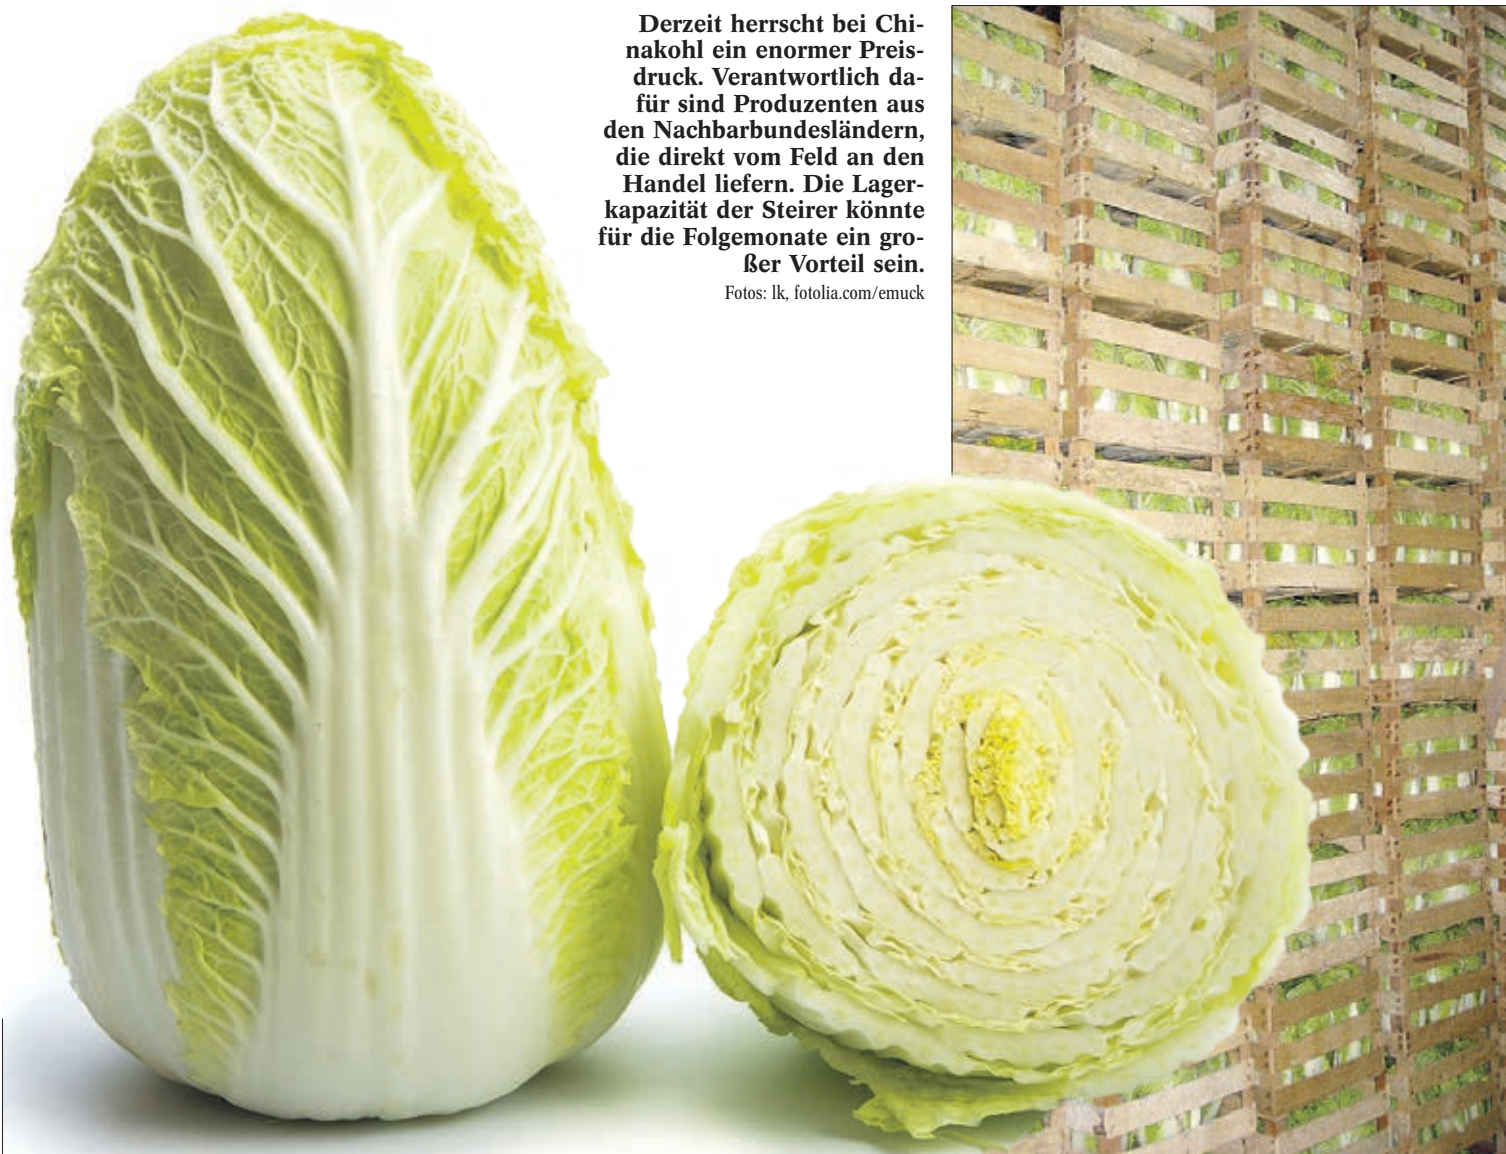 Derzeit herrscht bei Chi-
nakohl ein enormer Preis-
druck. Verantwortlich da-
für sind Produzenten aus
den Nachbarbundesländern,
die direkt vom Feld an den
Handel liefern. Die Lager-
kapazität der Steirer könnte
für die Folgemonate ein gro-
ßer Vorteil sein.
Fotos: lk, fotolia.com/emuck